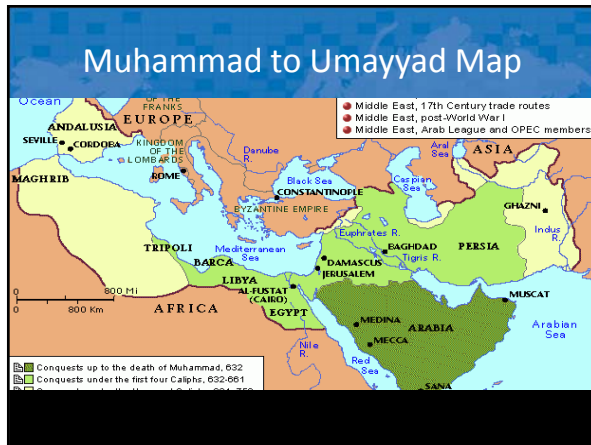 Muhammad to Umayyad Map
Ocean
OF THE
FRANKS
EUROPE
Middle East, 17th Century trade routes
Middle East, post-World War I
Middle East, Arab League and OPEC members
ANDALUSIA
SEVILLE
CORDOBA
KINGDOM
OF THE
LOMBARDS
ROME
Danube
R.
Black Sea
CONSTANTINOPLE
BYZANTINE EMPIRE
Caspian
Sea
Aral
Sea
ASIA
MAGHRIB
GHAZNI
Indus
R.
TRIPOLI
BARCA
LIBYA
Mediterranean
Sea
Euphrates R.
BAGHDAD
Tigris R.
PERSIA
DAMASCUS
JERUSALEM
AL-FUSTAT
(CAIRO)
EGYPT
0 800 Mi
0 800 Km
AFRICA
MUSCAT
MEDINA
ARABIA
MECCA
Arabian
Sea
Nile
R.
Red
Sea
SANA
Conquests up to the death of Muhammad, 632
Conquests under the first four Caliphs, 632-661